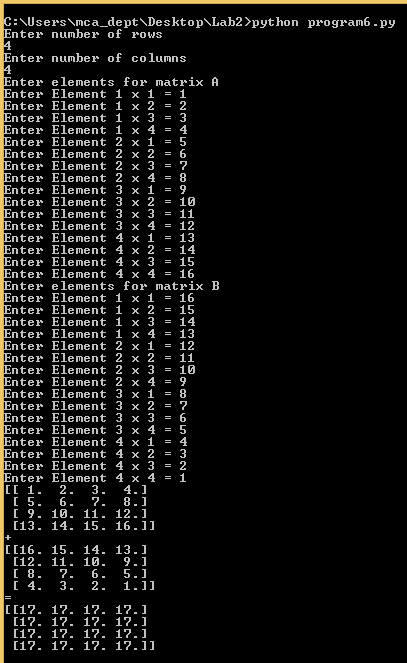 C:\Users\mca_dept\Desktop\Lab2>python program6.py
Enter number of rows
4
Enter number of columns
4
Enter elements for matrix A
Enter Element 1 x 1 = 1
Enter Element 1 x 2 = 2
Enter Element 1 x 3 = 3
Enter Element 1 x 4 = 4
Enter Element 2 x 1 = 5
Enter Element 2 x 2 = 6
Enter Element 2 x 3 = 7
Enter Element 2 x 4 = 8
Enter Element 3 x 1 = 9
Enter Element 3 x 2 = 10
Enter Element 3 x 3 = 11
Enter Element 3 x 4 = 12
Enter Element 4 x 1 = 13
Enter Element 4 x 2 = 14
Enter Element 4 x 3 = 15
Enter Element 4 x 4 = 16
Enter elements for matrix B
Enter Element 1 x 1 = 16
Enter Element 1 x 2 = 15
Enter Element 1 x 3 = 14
Enter Element 1 x 4 = 13
Enter Element 2 x 1 = 12
Enter Element 2 x 2 = 11
Enter Element 2 x 3 = 10
Enter Element 2 x 4 = 9
Enter Element 3 x 1 = 8
Enter Element 3 x 2 = 7
Enter Element 3 x 3 = 6
Enter Element 3 x 4 = 5
Enter Element 4 x 1 = 4
Enter Element 4 x 2 = 3
Enter Element 4 x 3 = 2
Enter Element 4 x 4 = 1
[[ 1.  2.  3.  4.]
 [ 5.  6.  7.  8.]
 [ 9. 10. 11. 12.]
 [13. 14. 15. 16.]]
+
[[16. 15. 14. 13.]
 [12. 11. 10.  9.]
 [ 8.  7.  6.  5.]
 [ 4.  3.  2.  1.]]
=
[[17. 17. 17. 17.]
 [17. 17. 17. 17.]
 [17. 17. 17. 17.]
 [17. 17. 17. 17.]]